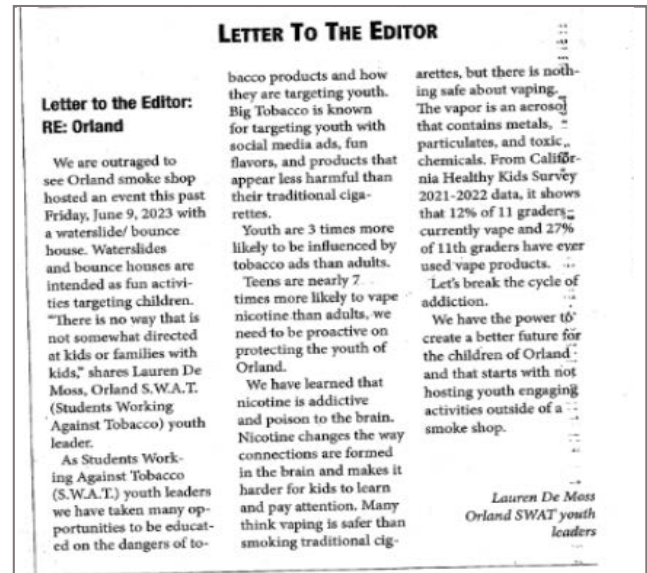 LETTER TO THE EDITOR
Letter to the Editor:
RE: Orland
We are outraged to
see Orland smoke shop
hosted an event this past
Friday, June 9, 2023 with
a waterslide/ bounce
house. Waterslides
and bounce houses are
intended as fun activi-
ties targeting children.
"There is no way that is
not somewhat directed
at kids or families with
kids," shares Lauren De
Moss, Orland S.W.A.T.
(Students Working
Against Tobacco) youth
leader.
As Students Work-
ing Against Tobacco
(S.W.A.T.) youth leaders
we have taken many op-
portunities to be educat-
ed on the dangers of to-
bacco products and how
they are targeting youth.
Big Tobacco is known
for targeting youth with
social media ads, fun
flavors, and products that
appear less harmful than
their traditional ciga-
rettes.
Youth are 3 times more
likely to be influenced by
tobacco ads than adults.
Teens are nearly 7
times more likely to vape
nicotine than adults, we
need to be proactive on
protecting the youth of
Orland.
We have learned that
nicotine is addictive
and poison to the brain.
Nicotine changes the way
connections are formed
in the brain and makes it
harder for kids to learn
and pay attention. Many
think vaping is safer than
smoking traditional cig-
arettes, but there is noth-
ing safe about vaping.
The vapor is an aerosol
that contains metals,
particulates, and toxic
chemicals. From Califor-
nia Healthy Kids Survey
2021-2022 data, it shows
that 12% of 11 graders
currently vape and 27%
of 11th graders have ever
used vape products.
Let's break the cycle of
addiction.
We have the power to
create a better future for
the children of Orland
and that starts with not
hosting youth engaging
activities outside of a
smoke shop.
Lauren De Moss
Orland SWAT youth
leaders